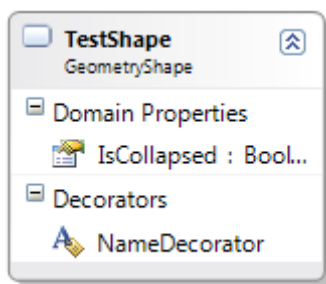 TestShape
GeometryShape
Domain Properties
IsCollapsed : Bool...
Decorators
NameDecorator